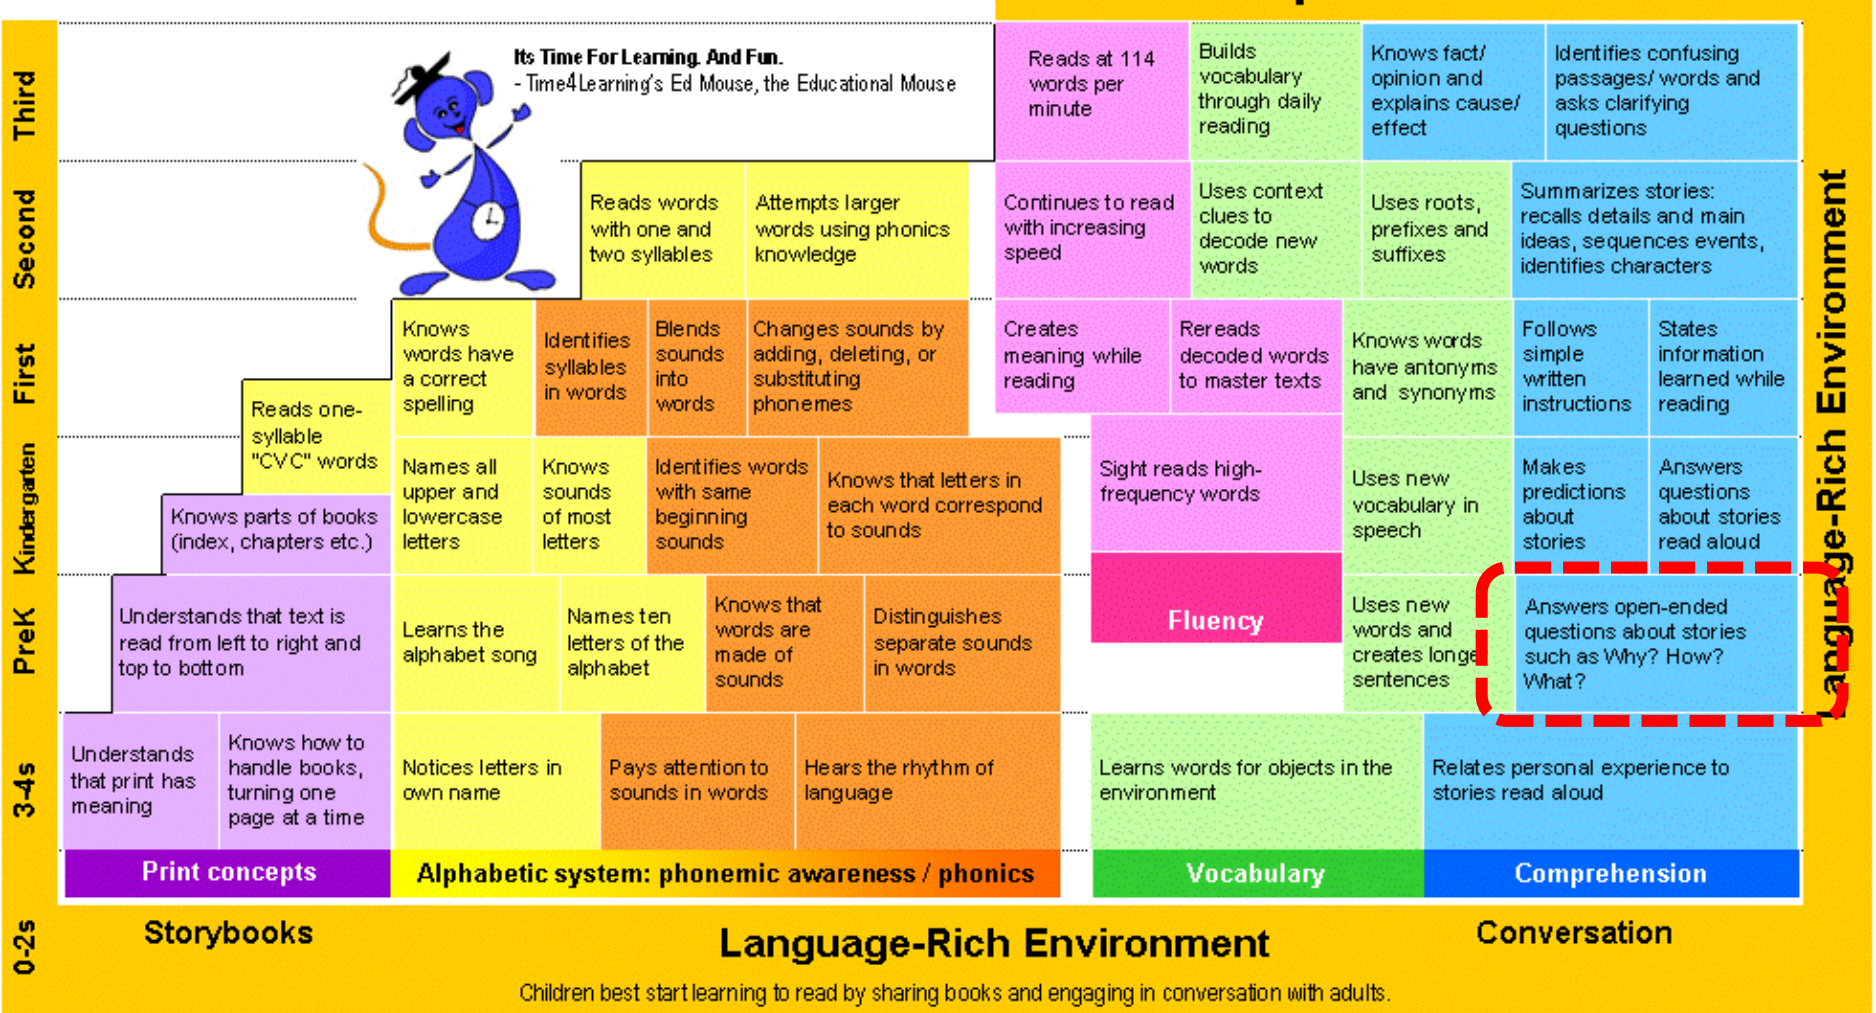 Its Time For Learning. And Fun.
- Time4Learning's Ed Mouse, the Educational Mouse
Third
Reads at 114
words per
minute
Builds
vocabulary
through daily
reading
Knows fact/
opinion and
explains cause/
effect
Identifies confusing
passages/ words and
asks clarifying
questions
Second
Reads words
with one and
two syllables
Attempts larger
words using phonics
knowledge
Continues to read
with increasing
speed
Uses context
clues to
decode new
words
Uses roots,
prefixes and
suffixes
Summarizes stories:
recalls details and main
ideas, sequences events,
identifies characters
First
Reads one-
syllable
"CVC" words
Knows
words have
a correct
spelling
Identifies
syllables
in words
Blends
sounds
into
words
Changes sounds by
adding, deleting, or
substituting
phonemes
Creates
meaning while
reading
Rereads
decoded words
to master texts
Knows words
have antonyms
and synonyms
Follows
simple
written
instructions
States
information
learned while
reading
Kindergarten
Knows parts of books
(index, chapters etc.)
Names all
upper and
lowercase
letters
Knows
sounds
of most
letters
Identifies words
with same
beginning
sounds
Knows that letters in
each word correspond
to sounds
Sight reads high-
frequency words
Uses new
vocabulary in
speech
Makes
predictions
about
stories
Answers
questions
about stories
read aloud
PreK
Understands that text is
read from left to right and
top to bottom
Learns the
alphabet song
Names ten
letters of the
alphabet
Knows that
words are
made of
sounds
Distinguishes
separate sounds
in words
Fluency
Uses new
words and
creates longe
sentences
Answers open-ended
questions about stories
such as Why? How?
What?
3-4s
Understands
that print has
meaning
Knows how to
handle books,
turning one
page at a time
Notices letters in
own name
Pays attention to
sounds in words
Hears the rhythm of
language
Learns words for objects in the
environment
Relates personal experience to
stories read aloud
Print concepts
Alphabetic system: phonemic awareness / phonics
Vocabulary
Comprehension
0-2s
Storybooks
Language-Rich Environment
Conversation
Children best start learning to read by sharing books and engaging in conversation with adults.
Language-Rich Environment